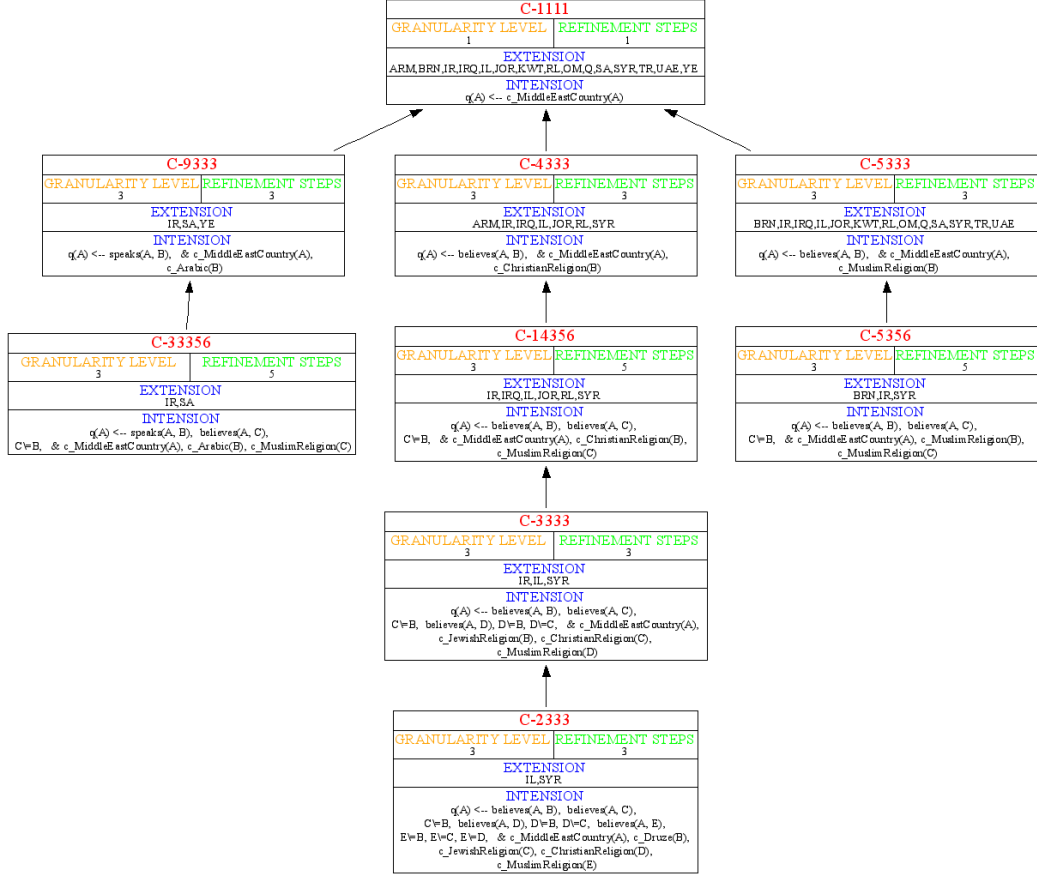 C-1111
GRANULARITY LEVEL REFINEMENT STEPS
1 1
EXTENSION
ARM,BRN,IR,IRQ,IL,JOR,KWT,RL,OM,Q,SA,SYR,TR,UAE,YE
INTENSION
q(A) <-- c_MiddleEastCountry(A)
C-9333
GRANULARITY LEVEL REFINEMENT STEPS
3 3
EXTENSION
IR,SA,YE
INTENSION
q(A) <-- speaks(A, B), & c_MiddleEastCountry(A),
c_Arabic(B)
C-4333
GRANULARITY LEVEL REFINEMENT STEPS
3 3
EXTENSION
ARM,IR,IRQ,IL,JOR,RL,SYR
INTENSION
q(A) <-- believes(A, B), & c_MiddleEastCountry(A),
c_ChristianReligion(B)
C-5333
GRANULARITY LEVEL REFINEMENT STEPS
3 3
EXTENSION
BRN,IR,IRQ,IL,JOR,KWT,RL,OM,Q,SA,SYR,TR,UAE
INTENSION
q(A) <-- believes(A, B), & c_MiddleEastCountry(A),
c_MuslimReligion(B)
C-33356
GRANULARITY LEVEL REFINEMENT STEPS
3 5
EXTENSION
IR,SA
INTENSION
q(A) <-- speaks(A, B), believes(A, C),
C\=B, & c_MiddleEastCountry(A), c_Arabic(B), c_MuslimReligion(C)
C-14356
GRANULARITY LEVEL REFINEMENT STEPS
3 5
EXTENSION
IR,IRQ,IL,JOR,RL,SYR
INTENSION
q(A) <-- believes(A, B), believes(A, C),
C\=B, & c_MiddleEastCountry(A), c_ChristianReligion(B),
c_MuslimReligion(C)
C-5356
GRANULARITY LEVEL REFINEMENT STEPS
3 5
EXTENSION
BRN,IR,SYR
INTENSION
q(A) <-- believes(A, B), believes(A, C),
C\=B, & c_MiddleEastCountry(A), c_MuslimReligion(B),
c_MuslimReligion(C)
C-3333
GRANULARITY LEVEL REFINEMENT STEPS
3 3
EXTENSION
IR,IL,SYR
INTENSION
q(A) <-- believes(A, B), believes(A, C),
C\=B, believes(A, D), D\=B, D\=C, & c_MiddleEastCountry(A),
c_JewishReligion(B), c_ChristianReligion(C),
c_MuslimReligion(D)
C-2333
GRANULARITY LEVEL REFINEMENT STEPS
3 3
EXTENSION
IL,SYR
INTENSION
q(A) <-- believes(A, B), believes(A, C),
C\=B, believes(A, D), D\=B, D\=C, believes(A, E),
E\=B, E\=C, E\=D, & c_MiddleEastCountry(A), c_Druze(B),
c_JewishReligion(C), c_ChristianReligion(D),
c_MuslimReligion(E)